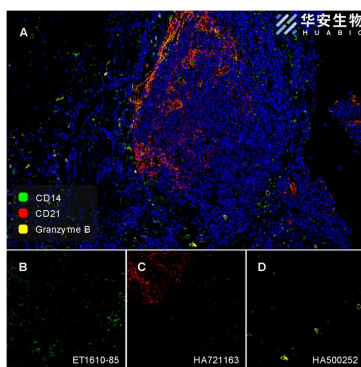 A
华安生物
HUABIO
CD14
CD21
Granzyme B
B
C
D
ET1610-85
HA721163
HA500252